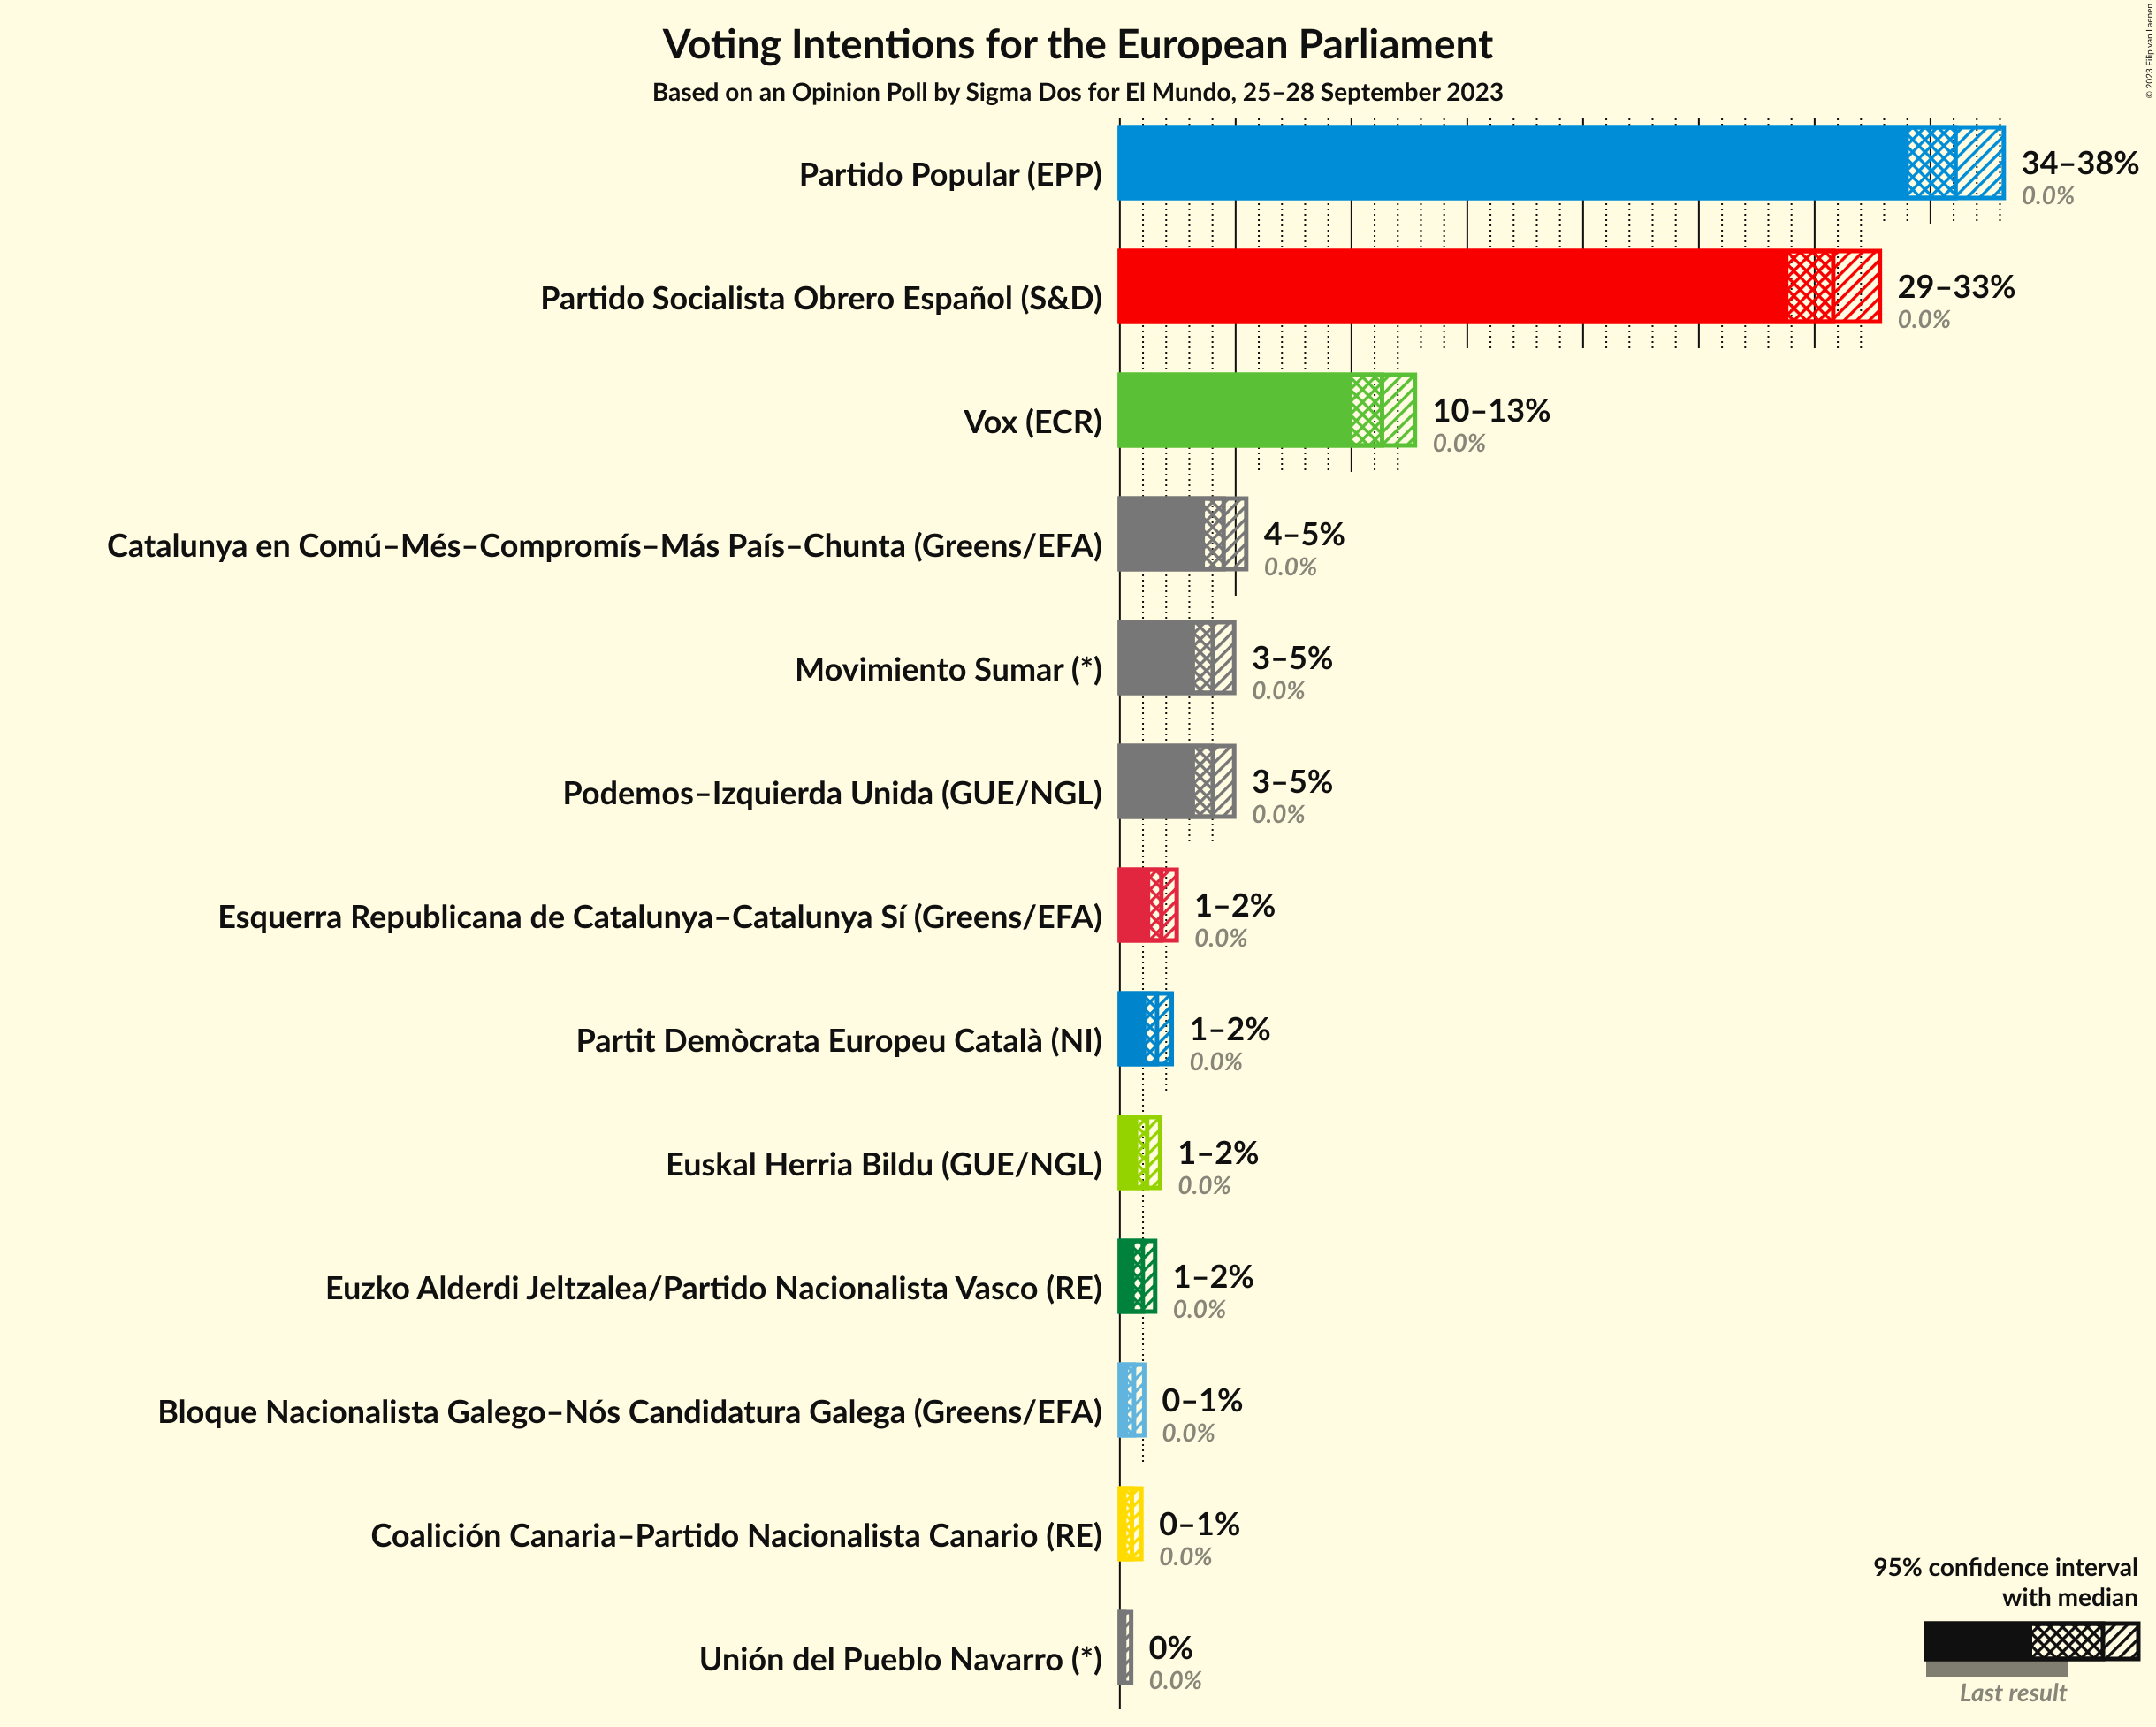 Voting Intentions for the European Parliament
Based on an Opinion Poll by Sigma Dos for El Mundo, 25–28 September 2023
© 2023 Filip van Laenen
Partido Popular (EPP)
34–38%
0.0%
Partido Socialista Obrero Español (S&D)
29–33%
0.0%
Vox (ECR)
10–13%
0.0%
Catalunya en Comú–Més–Compromís–Más País–Chunta (Greens/EFA)
4–5%
0.0%
Movimiento Sumar (*)
3–5%
0.0%
Podemos–Izquierda Unida (GUE/NGL)
3–5%
0.0%
Esquerra Republicana de Catalunya–Catalunya Sí (Greens/EFA)
1–2%
0.0%
Partit Demòcrata Europeu Català (NI)
1–2%
0.0%
Euskal Herria Bildu (GUE/NGL)
1–2%
0.0%
Euzko Alderdi Jeltzalea/Partido Nacionalista Vasco (RE)
1–2%
0.0%
Bloque Nacionalista Galego–Nós Candidatura Galega (Greens/EFA)
0–1%
0.0%
Coalición Canaria–Partido Nacionalista Canario (RE)
0–1%
0.0%
Unión del Pueblo Navarro (*)
0%
0.0%
95% confidence interval
with median
Last result